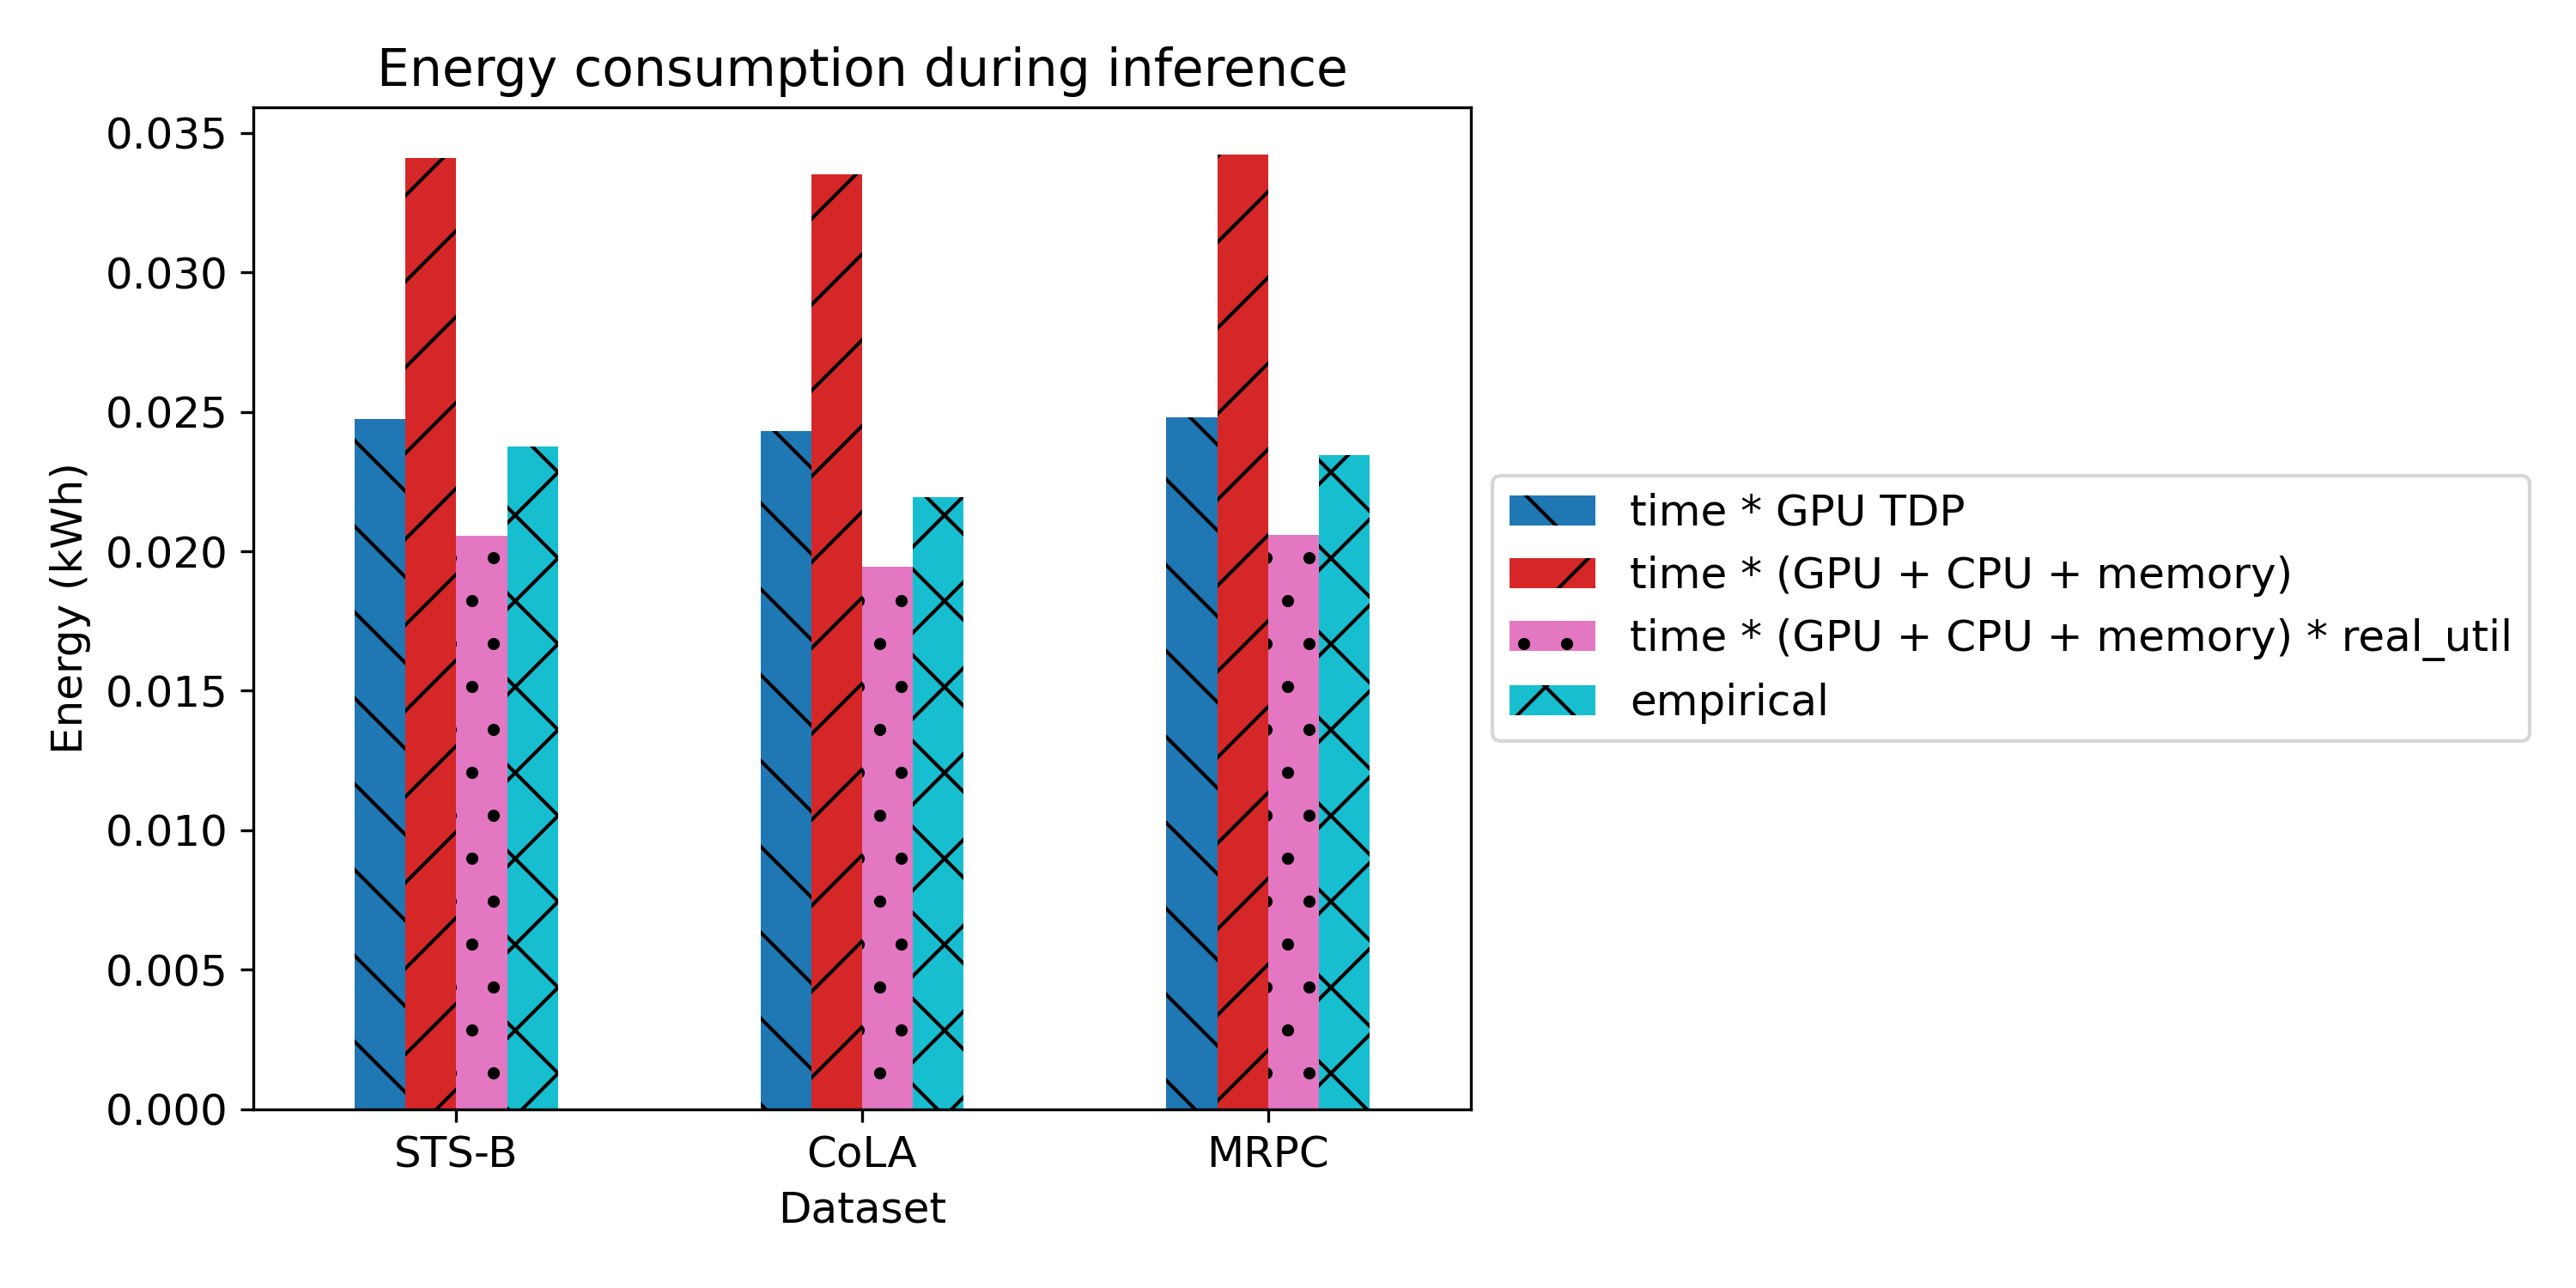 Energy consumption during inference
Energy (kWh)
0.035
0.030
0.025
0.020
0.015
0.010
0.005
0.000
STS-B
CoLA
MRPC
Dataset
time * GPU TDP
time * (GPU + CPU + memory)
time * (GPU + CPU + memory) * real_util
empirical